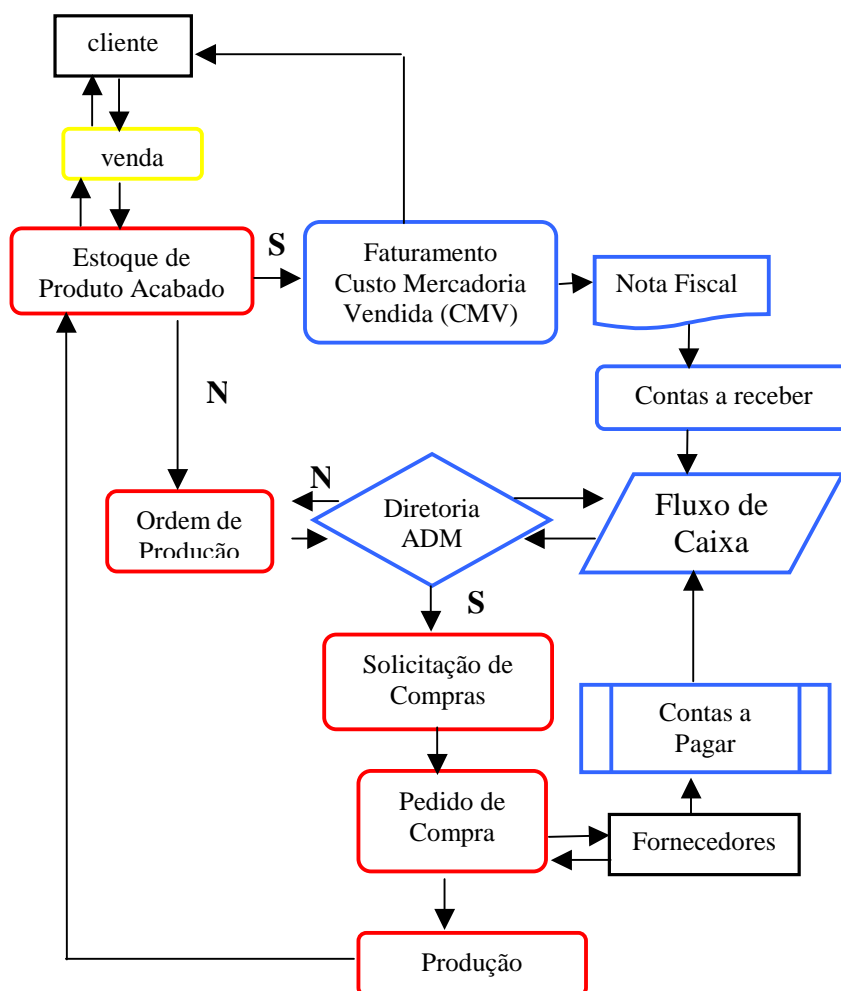 cliente
venda
Estoque de
Produto Acabado
S
Faturamento
Custo Mercadoria
Vendida (CMV)
Nota Fiscal
N
Contas a receber
Ordem de
Produção
N
Diretoria
ADM
Fluxo de
Caixa
S
Solicitação de
Compras
Contas a
Pagar
Pedido de
Compra
Fornecedores
Produção